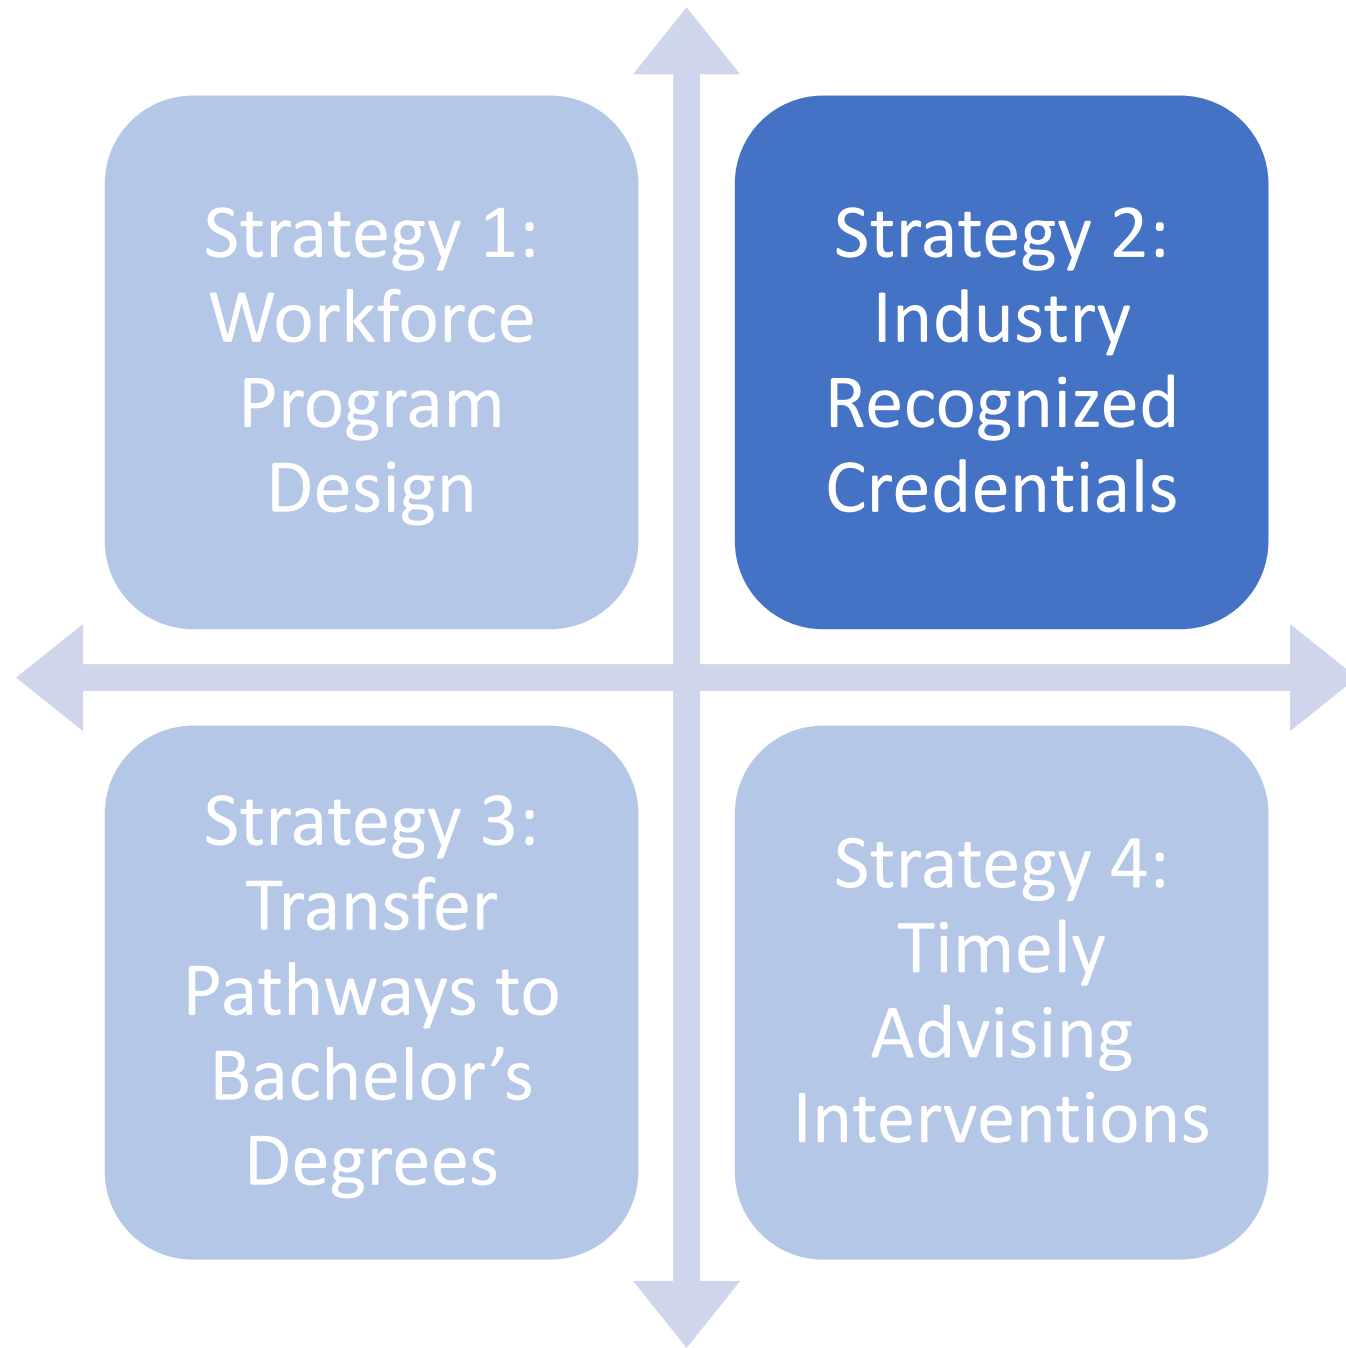 Strategy 1:
Workforce
Program
Design
Strategy 2:
Industry
Recognized
Credentials
Strategy 3:
Transfer
Pathways to
Bachelor’s
Degrees
Strategy 4:
Timely
Advising
Interventions